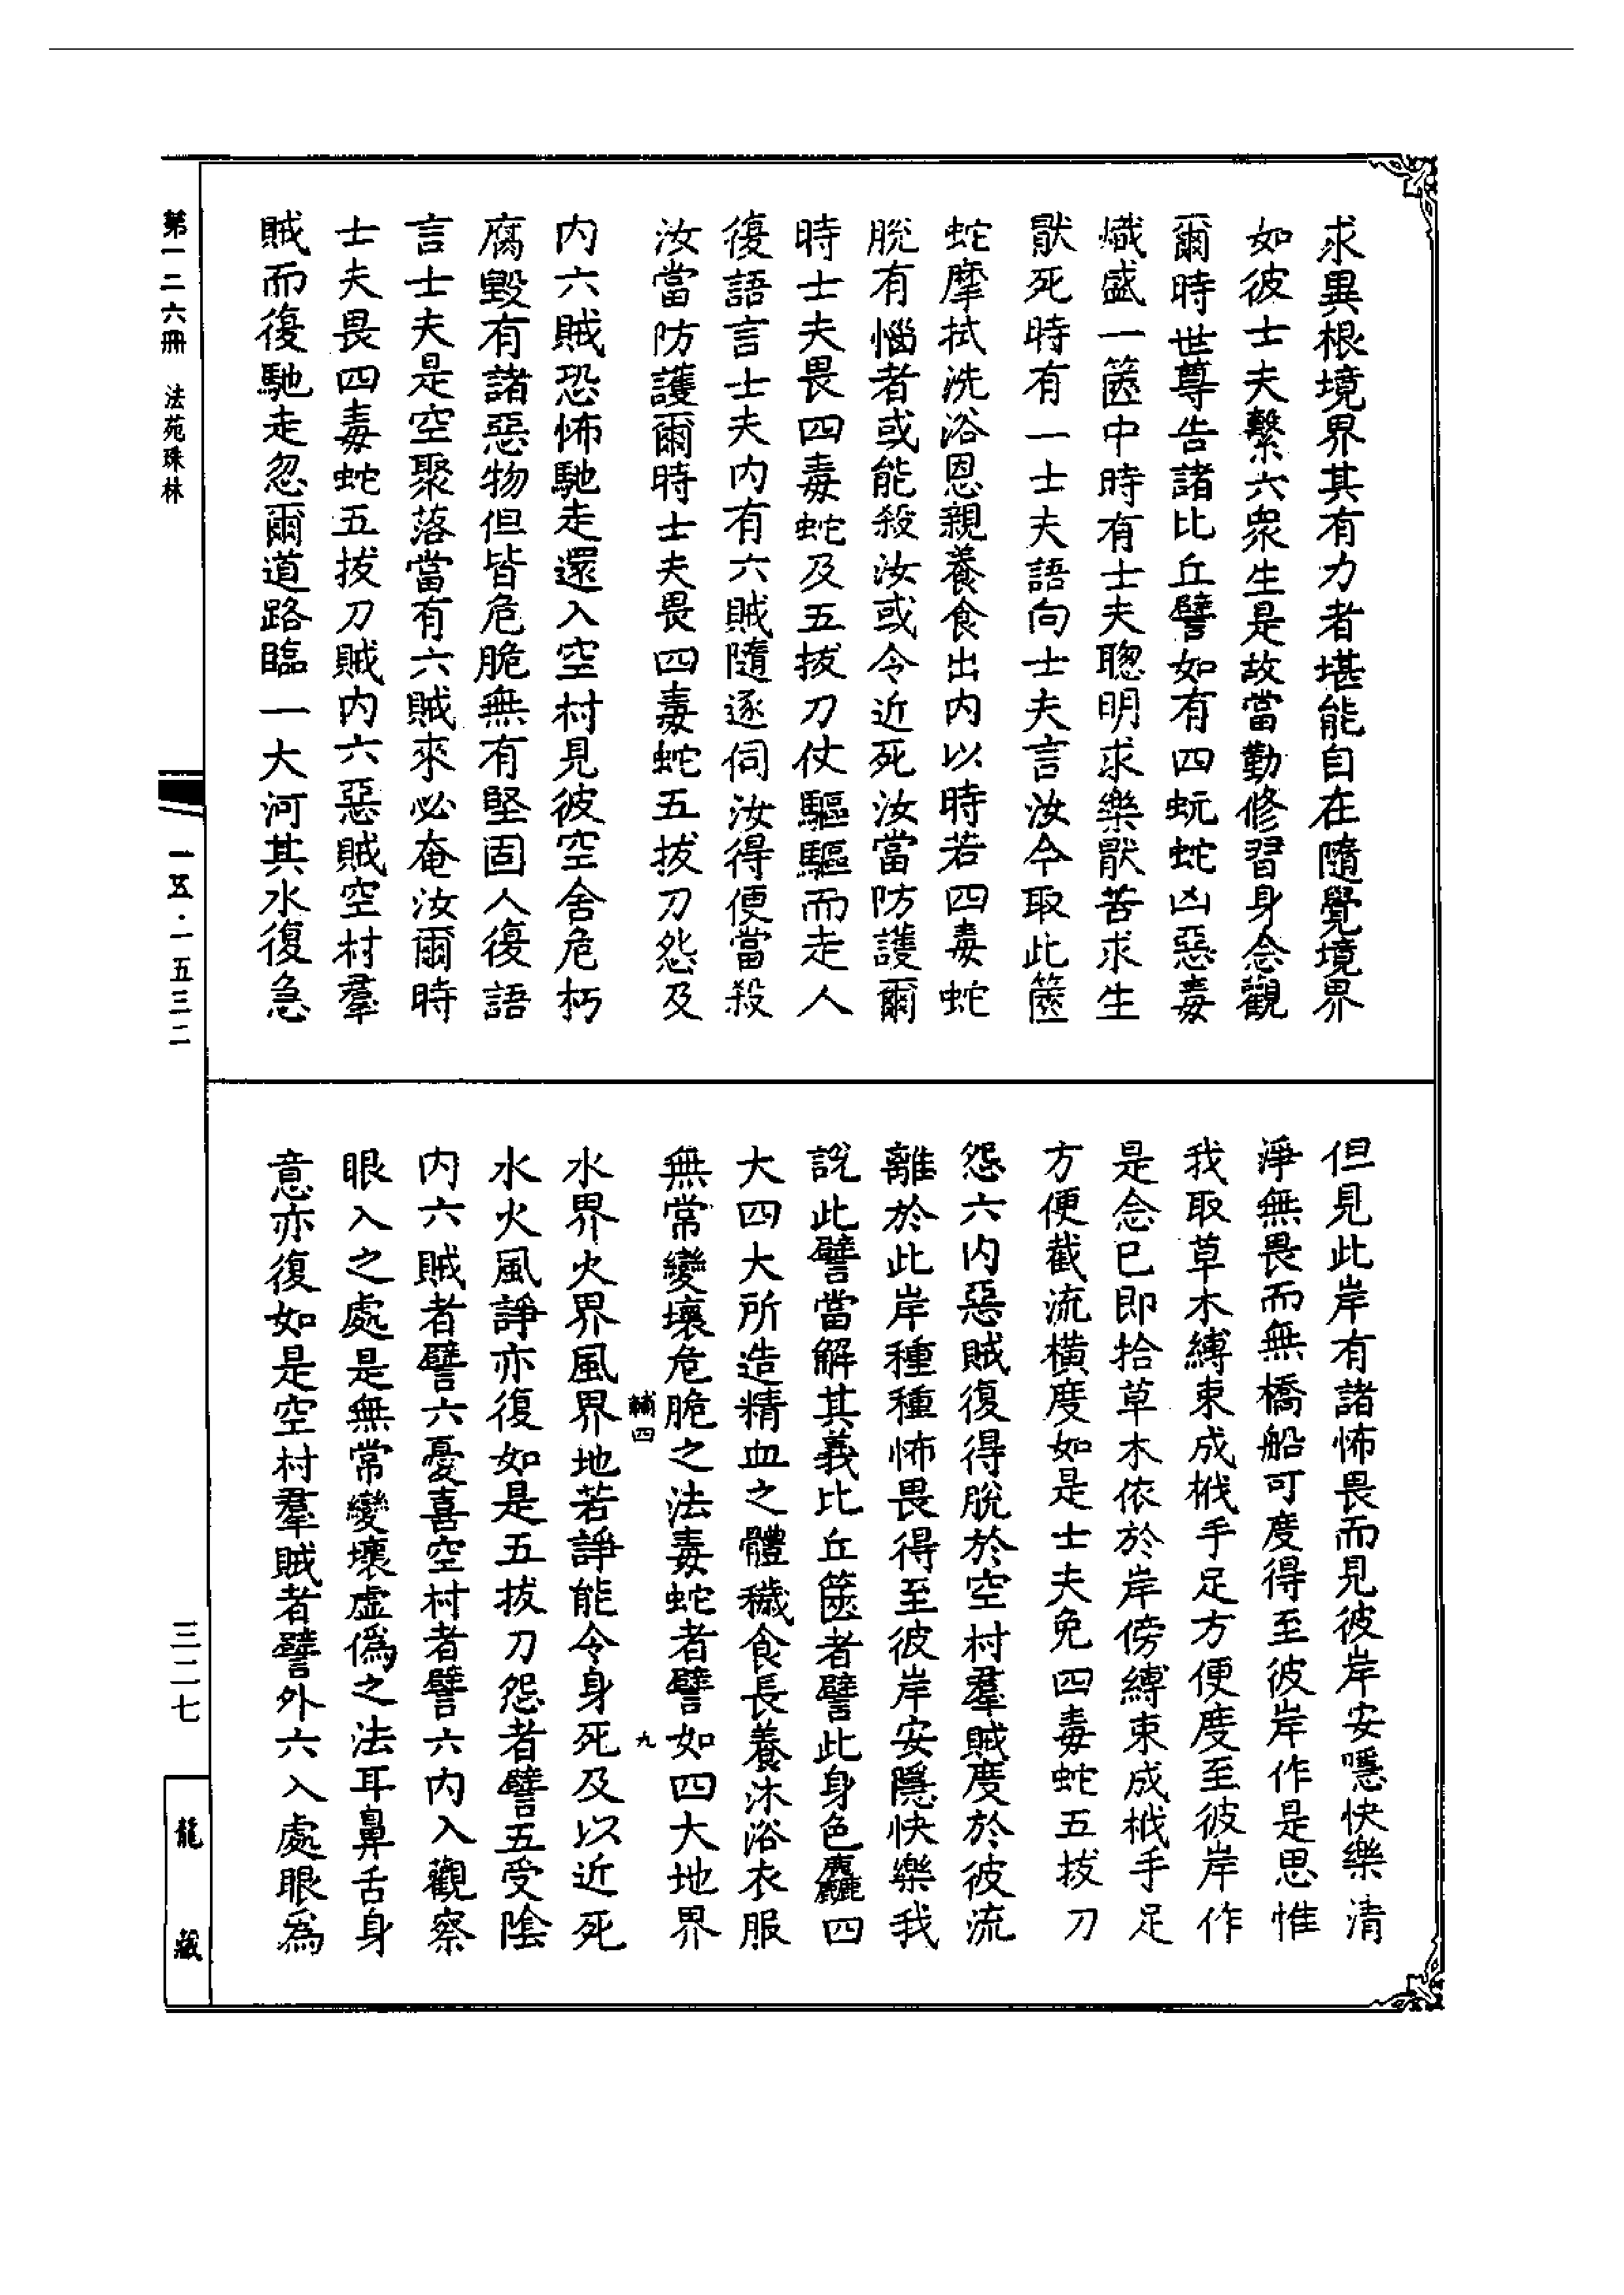 求異根境界其有力者堪能自在隨覺境界
如彼士夫繫六衆生是故當勤修習身念觀
爾時世尊告諸比丘譬如有四蚖蛇凶惡毒
熾盛一篋中時有士夫聰明求樂厭苦求生
厭死時有一士夫語向士夫言汝今取此篋
蛇摩拭洗浴恩親養食出内以時若四毒蛇
脫有惱者或能殺汝或令近死汝當防護爾
時士夫畏四毒蛇及五拔刀仗驅驅而走人
復語言士夫内有六賊隨逐伺汝得便當殺
汝當防護爾時士夫畏四毒蛇五拔刀怨及
内六賊恐怖馳走還入空村見彼空舍危朽
腐毀有諸惡物但皆危脆無有堅固人復語
言士夫是空聚落當有六賊來必奄汝爾時
士夫畏四毒蛇五拔刀賊内六惡賊空村羣
賊而復馳走忽爾道路臨一大河其水復急
但見此岸有諸怖畏而見彼岸安隱快樂清
淨無畏而無橋船可度得至彼岸作是思惟
我取草木縛束成栰手足方便度至彼岸作
是念已即拾草木依於岸傍縛束成栰手足
方便截流橫度如是士夫免四毒蛇五拔刀
怨六内惡賊復得脫於空村羣賊度於彼流
離於此岸種種怖畏得至彼岸安隱快樂我
說此譬當解其義比丘篋者譬此身色麤四
大四大所造精血之體穢食長養沐浴衣服
無常變壞危脆之法毒蛇者譬如四大地界
輔四
九
水界火界風界地若諍能令身死及以近死
水火風諍亦復如是五拔刀怨者譬五受陰
内六賊者譬六憂喜空村者譬六内入觀察
眼入之處是無常變壞虛僞之法耳鼻舌身
意亦復如是空村羣賊者譬外六入處眼爲
第一二六冊 法苑珠林
一五·一五三二
三二七
龍藏